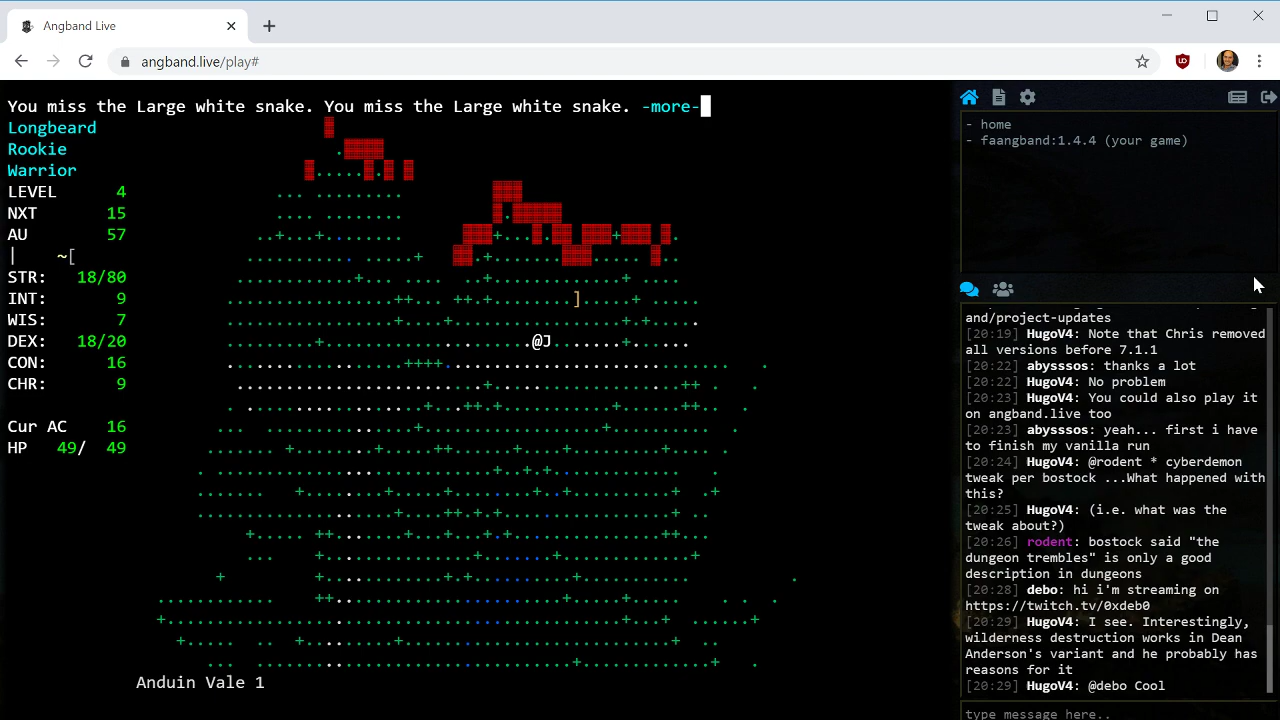 Angband Live
angband.live/play#
You miss the Large white snake. You miss the Large white snake. -more-
Longbeard
Rookie
Warrior
LEVEL 4
NXT 15
AU 57
| ~[
STR: 18/80
INT: 9
WIS: 7
DEX: 18/20
CON: 16
CHR: 9
Cur AC 16
HP 49/ 49
]
@J
Anduin Vale 1
- home
- faangband:1.4.4 (your game)
and/project-updates
[20:19] HugoV4: Note that Chris removed
all versions before 7.1.1
[20:22] abysssos: thanks a lot
[20:22] HugoV4: No problem
[20:23] HugoV4: You could also play it
on angband.live too
[20:23] abysssos: yeah... first i have
to finish my vanilla run
[20:24] HugoV4: @rodent * cyberdemon
tweak per bostock ...What happened with
this?
[20:25] HugoV4: (i.e. what was the
tweak about?)
[20:26] rodent: bostock said "the
dungeon trembles" is only a good
description in dungeons
[20:28] debo: hi i'm streaming on
https://twitch.tv/0xdeb0
[20:29] HugoV4: I see. Interestingly,
wilderness destruction works in Dean
Anderson's variant and he probably has
reasons for it
[20:29] HugoV4: @debo Cool
type message here..